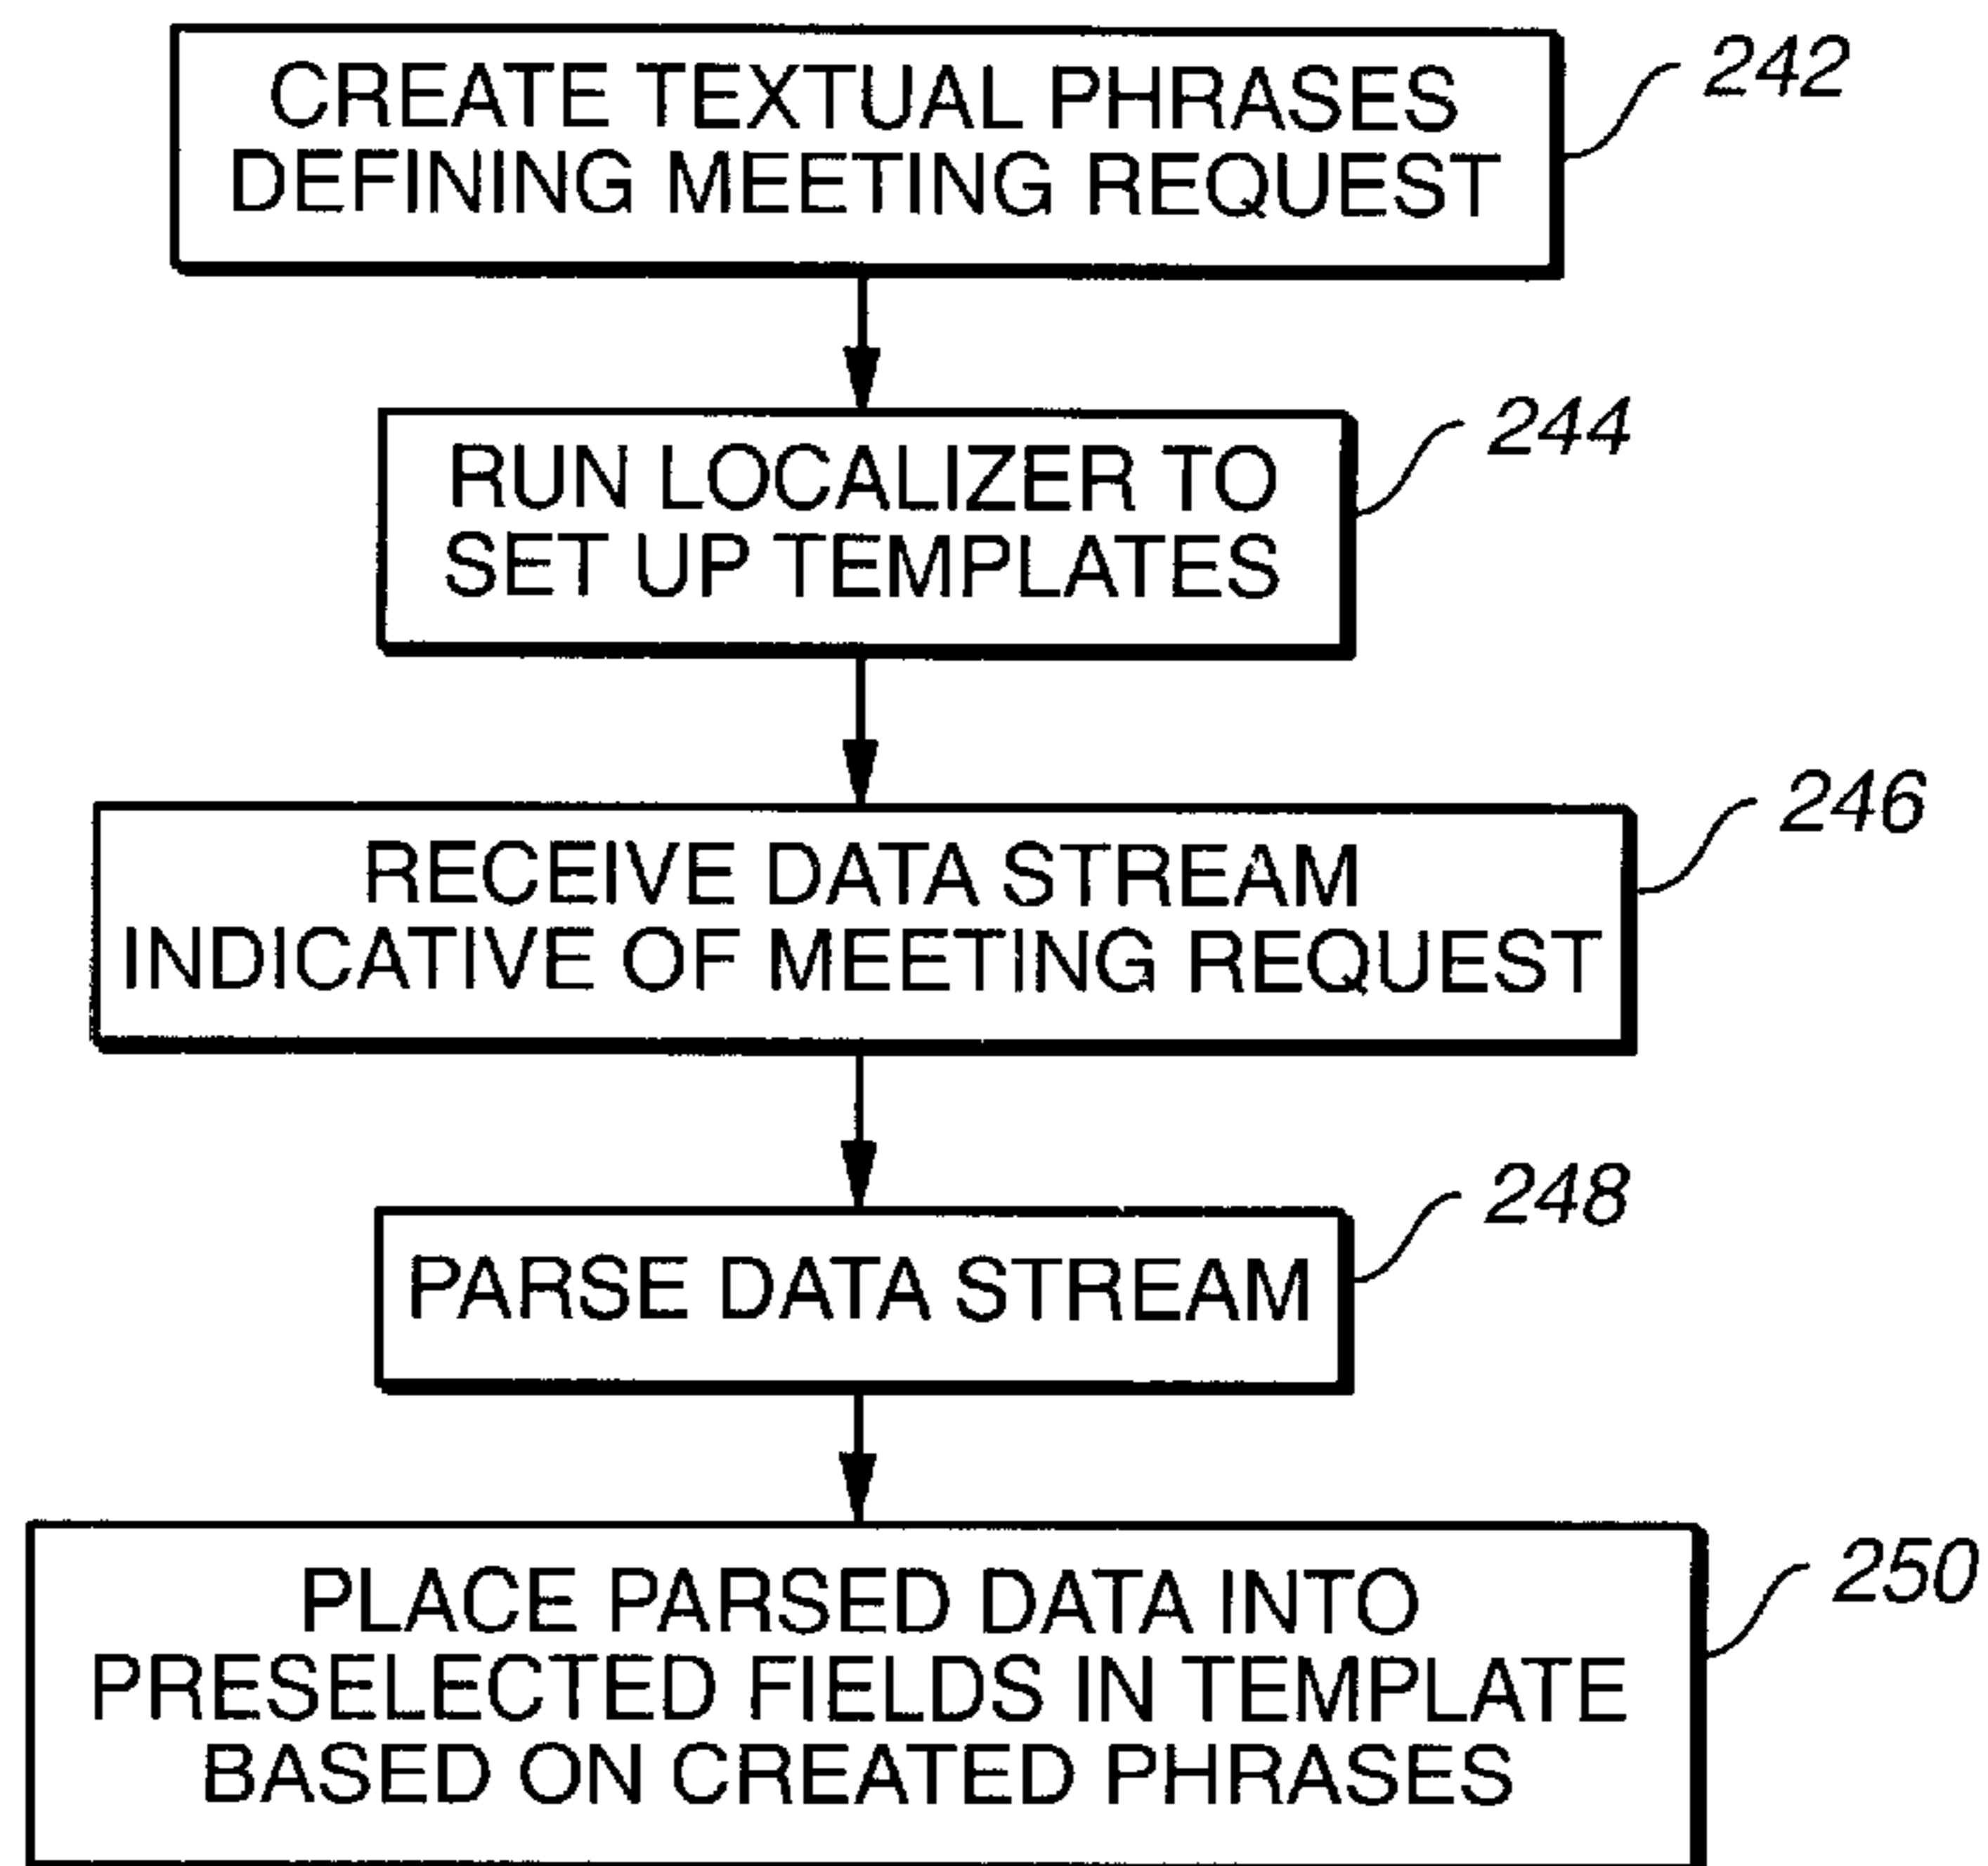 CREATE TEXTUAL PHRASES
DEFINING MEETING REQUEST
242
RUN LOCALIZER TO
SET UP TEMPLATES
244
RECEIVE DATA STREAM
INDICATIVE OF MEETING REQUEST
246
PARSE DATA STREAM
248
PLACE PARSED DATA INTO
PRESELECTED FIELDS IN TEMPLATE
BASED ON CREATED PHRASES
250